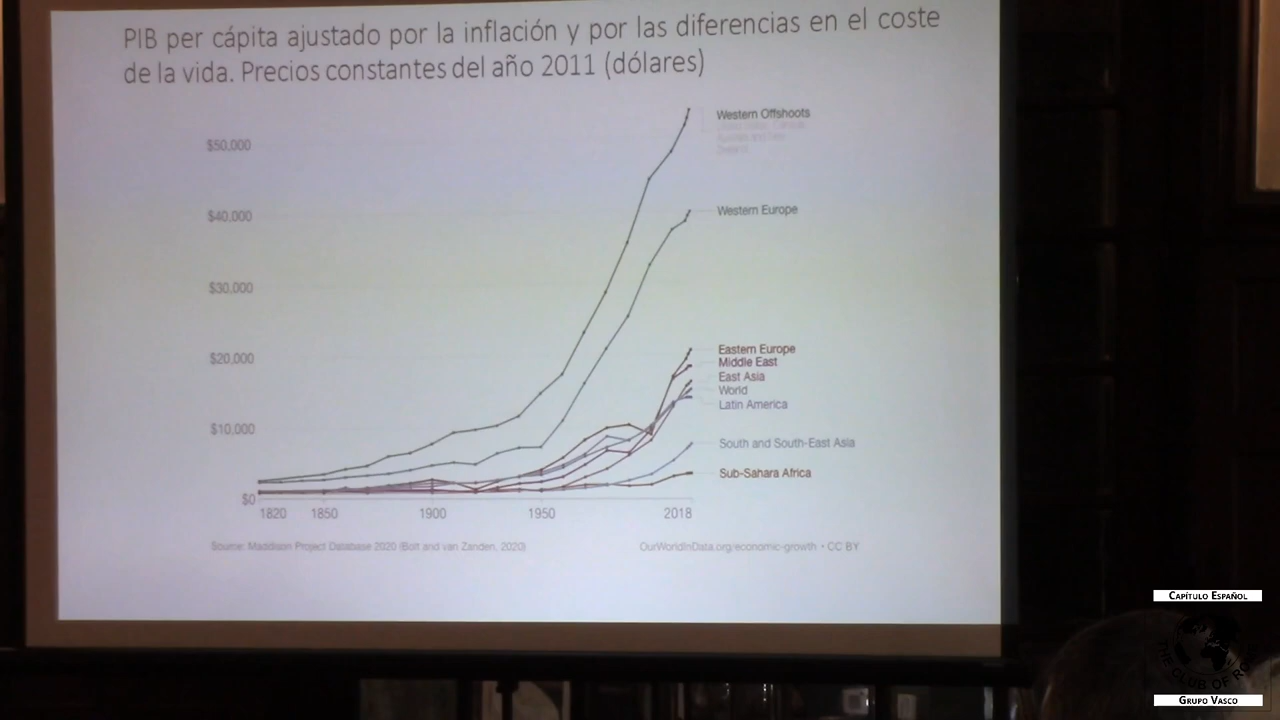 PIB per cápita ajustado por la inflación y por las diferencias en el coste
de la vida. Precios constantes del año 2011 (dólares)
Western Offshoots
$50,000
$40,000
Western Europe
$30,000
$20,000
Eastern Europe
Middle East
East Asia
World
Latin America
$10,000
South and South-East Asia
Sub-Sahara Africa
$0
1820 1850 1900 1950 2018
Source: Maddison Project Database 2020 (Bolt and van Zanden, 2020)
OurWorldInData.org/economic-growth • CC BY
Capítulo Español
Grupo Vasco